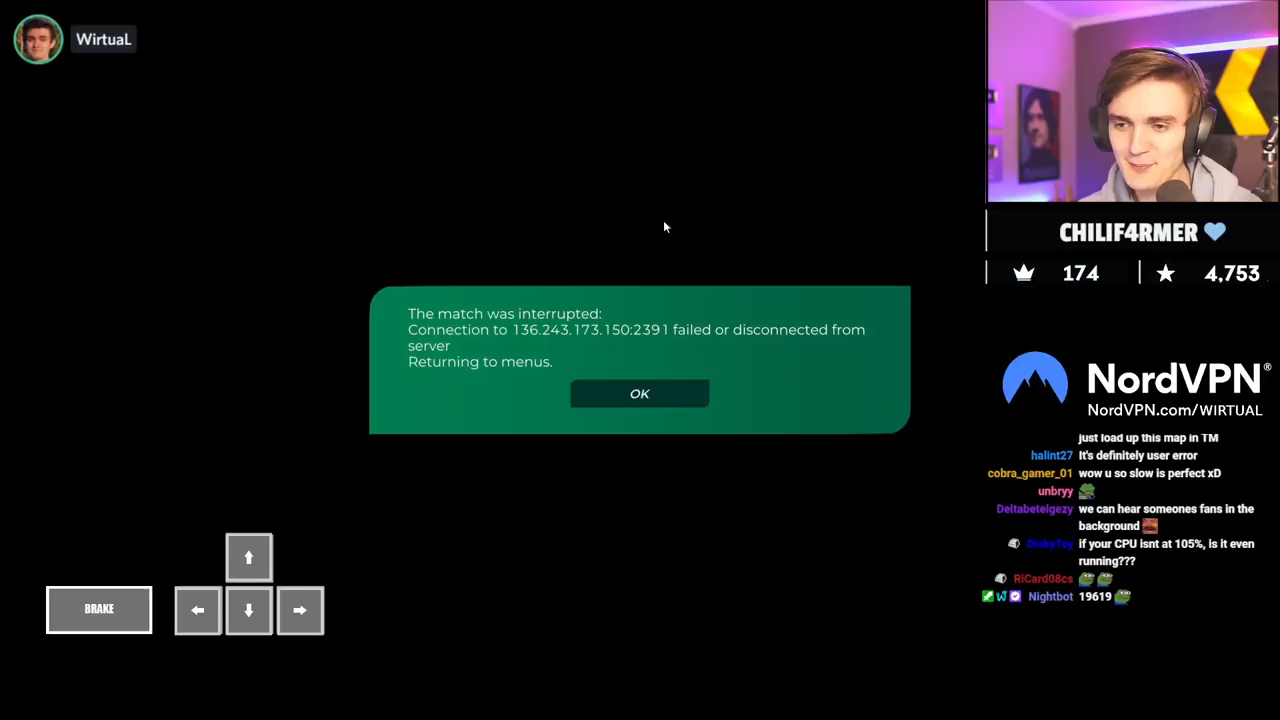 WirtuaL
The match was interrupted:
Connection to 136.243.173.150:2391 failed or disconnected from
server
Returning to menus.
OK
BRAKE
CHILIF4RMER
174
4,753
NordVPN®
NordVPN.com/WIRTUAL
just load up this map in TM
halint27 It's definitely user error
cobra_gamer_01 wow u so slow is perfect xD
unbryy
Deltabetelgezy we can hear someones fans in the
background
DinkyToy if your CPU isnt at 105%, is it even
running???
RiCard08cs
Nightbot 19619